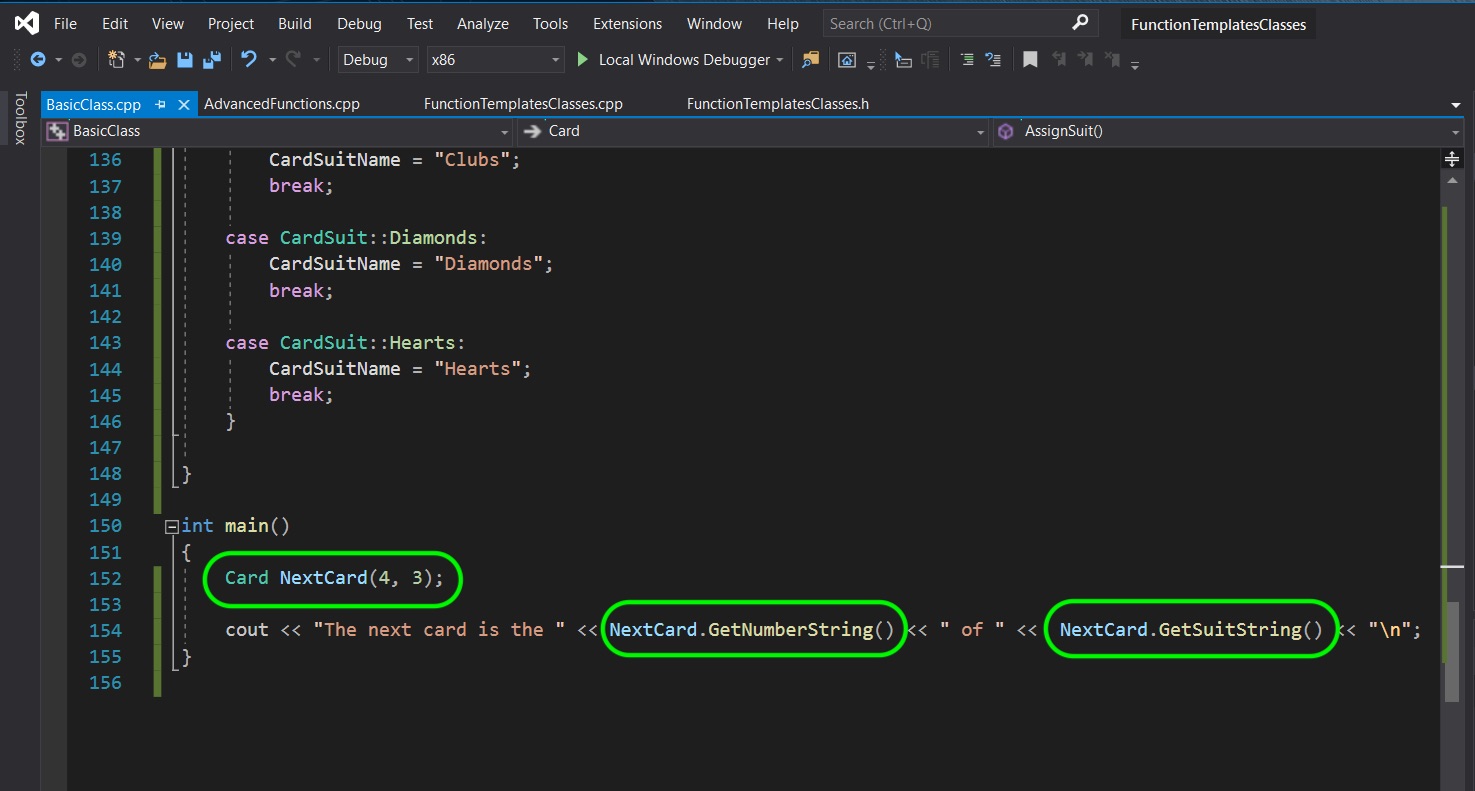 File Edit View Project Build Debug Test Analyze Tools Extensions Window Help Search (Ctrl+Q) FunctionTemplatesClasses
Debug x86 Local Windows Debugger
Toolbox
BasicClass.cpp AdvancedFunctions.cpp FunctionTemplatesClasses.cpp FunctionTemplatesClasses.h
BasicClass Card AssignSuit()
136 CardSuitName = "Clubs";
137 break;
138
139 case CardSuit::Diamonds:
140 CardSuitName = "Diamonds";
141 break;
142
143 case CardSuit::Hearts:
144 CardSuitName = "Hearts";
145 break;
146 }
147
148 }
149
150 int main()
151 {
152 Card NextCard(4, 3);
153
154 cout << "The next card is the " << NextCard.GetNumberString() << " of " << NextCard.GetSuitString() << "\n";
155 }
156